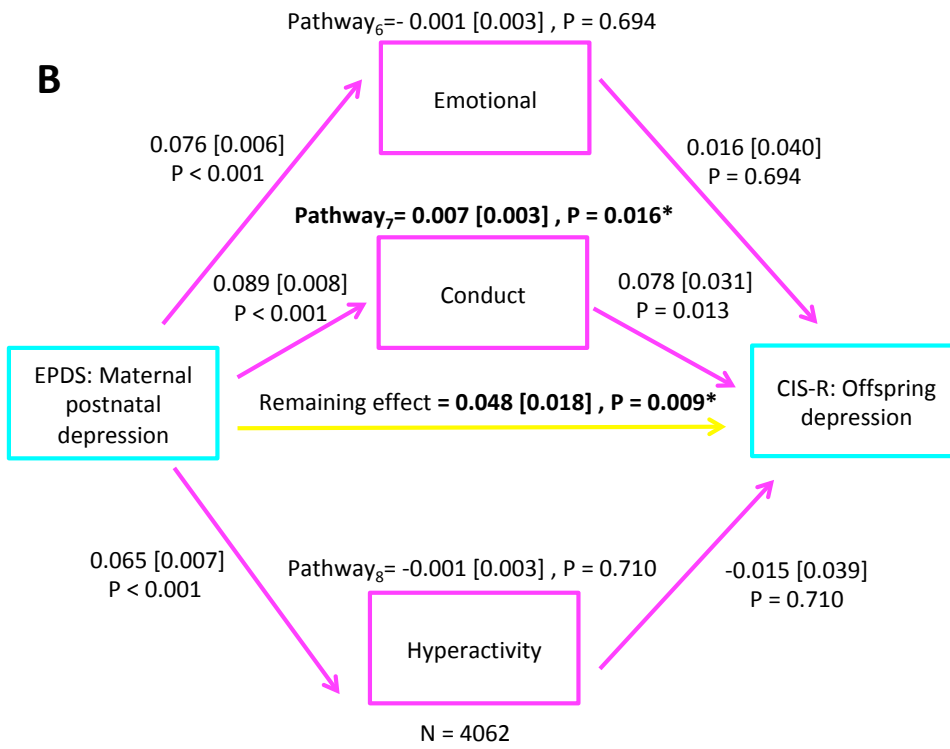 Pathway₆=- 0.001 [0.003] , P = 0.694
B
Emotional
0.076 [0.006]
P < 0.001
0.016 [0.040]
P = 0.694
Pathway₇= 0.007 [0.003] , P = 0.016*
0.089 [0.008]
P < 0.001
Conduct
0.078 [0.031]
P = 0.013
EPDS: Maternal
postnatal
depression
Remaining effect = 0.048 [0.018] , P = 0.009*
CIS-R: Offspring
depression
0.065 [0.007]
P < 0.001
Pathway₈= -0.001 [0.003] , P = 0.710
-0.015 [0.039]
P = 0.710
Hyperactivity
N = 4062